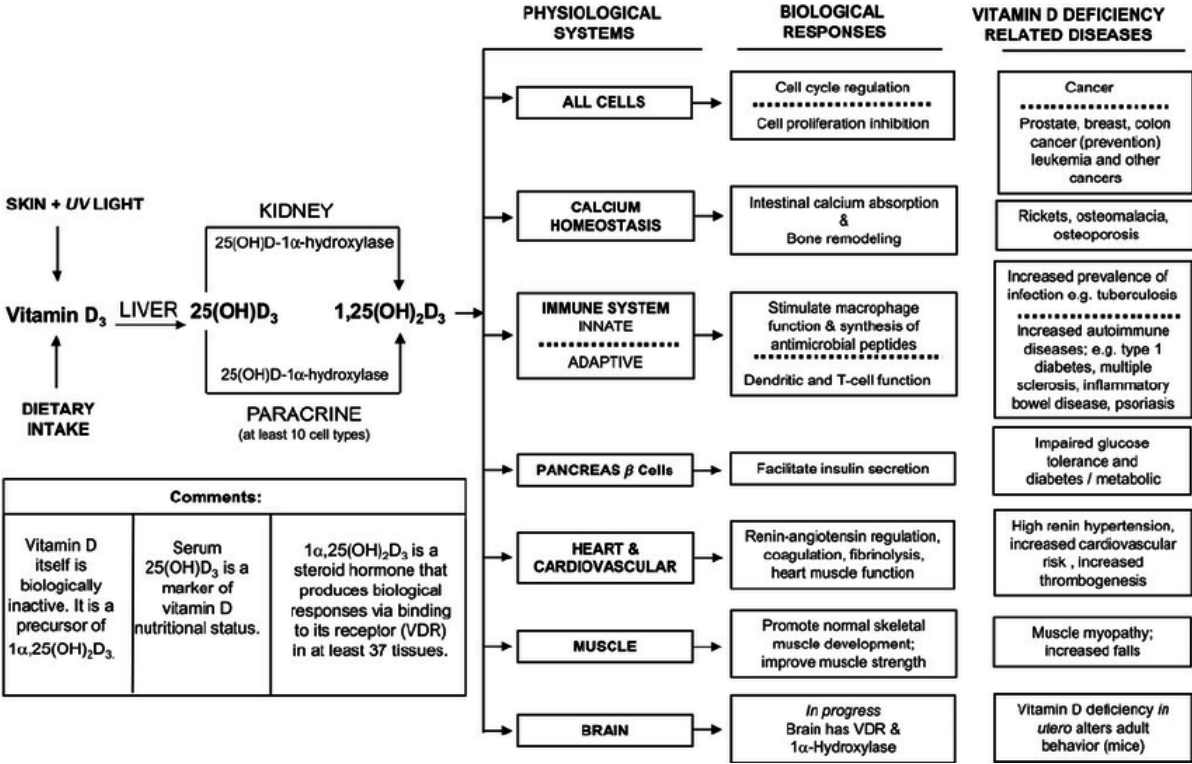 PHYSIOLOGICAL
SYSTEMS
BIOLOGICAL
RESPONSES
VITAMIN D DEFICIENCY
RELATED DISEASES
ALL CELLS
Cell cycle regulation
Cell proliferation inhibition
Cancer
Prostate, breast, colon
cancer (prevention)
leukemia and other
cancers
SKIN + UV LIGHT
KIDNEY
25(OH)D-1α-hydroxylase
Vitamin D₃
LIVER
25(OH)D₃
1,25(OH)₂D₃
25(OH)D-1α-hydroxylase
PARACRINE
(at least 10 cell types)
DIETARY
INTAKE
CALCIUM
HOMEOSTASIS
Intestinal calcium absorption
&
Bone remodeling
Rickets, osteomalacia,
osteoporosis
IMMUNE SYSTEM
INNATE
ADAPTIVE
Stimulate macrophage
function & synthesis of
antimicrobial peptides
Dendritic and T-cell function
Increased prevalence of
infection e.g. tuberculosis
Increased autoimmune
diseases; e.g. type 1
diabetes, multiple
sclerosis, inflammatory
bowel disease, psoriasis
PANCREAS β Cells
Facilitate insulin secretion
Impaired glucose
tolerance and
diabetes / metabolic
HEART &
CARDIOVASCULAR
Renin-angiotensin regulation,
coagulation, fibrinolysis,
heart muscle function
High renin hypertension,
increased cardiovascular
risk , increased
thrombogenesis
MUSCLE
Promote normal skeletal
muscle development;
improve muscle strength
Muscle myopathy;
increased falls
BRAIN
In progress
Brain has VDR &
1α-Hydroxylase
Vitamin D deficiency in
utero alters adult
behavior (mice)
Comments:
Vitamin D
itself is
biologically
inactive. It is a
precursor of
1α,25(OH)₂D₃.
Serum
25(OH)D₃ is a
marker of
vitamin D
nutritional status.
1α,25(OH)₂D₃ is a
steroid hormone that
produces biological
responses via binding
to its receptor (VDR)
in at least 37 tissues.